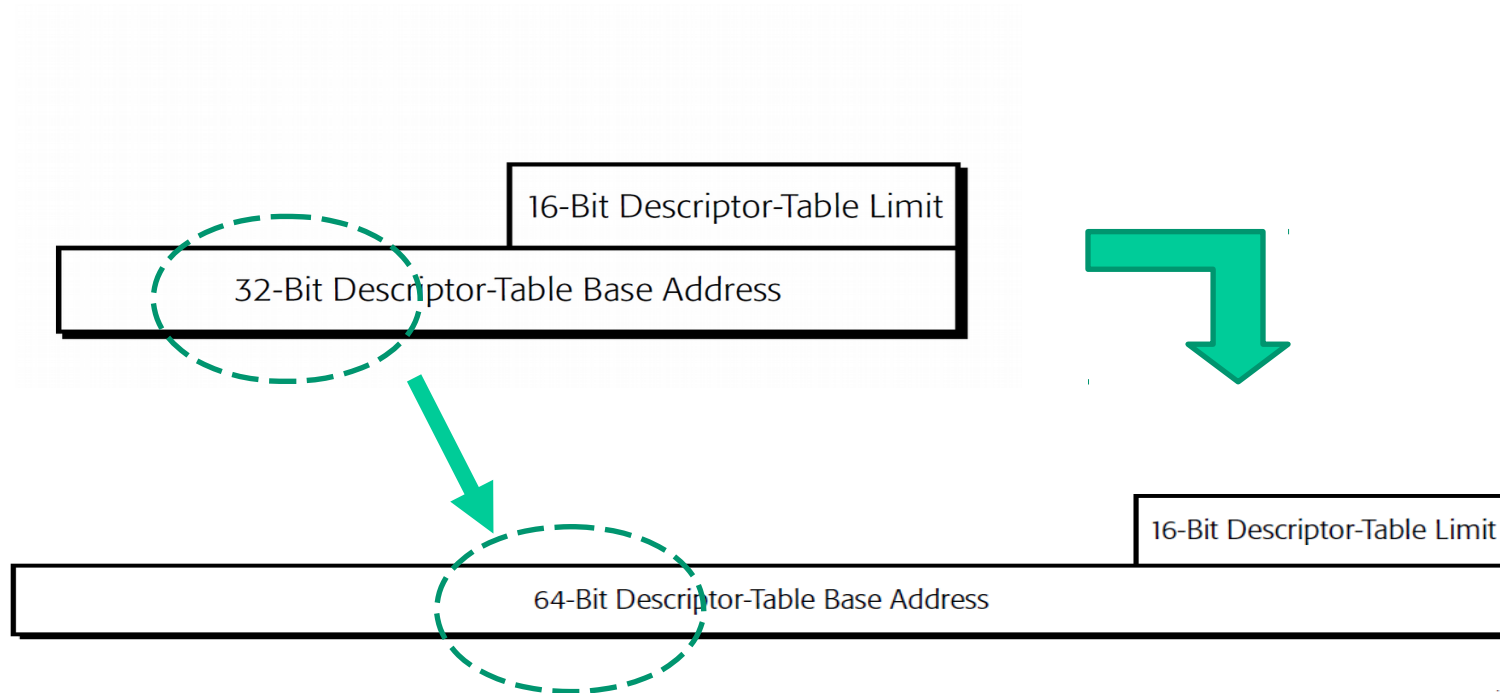 16-Bit Descriptor-Table Limit
32-Bit Descriptor-Table Base Address
16-Bit Descriptor-Table Limit
64-Bit Descriptor-Table Base Address